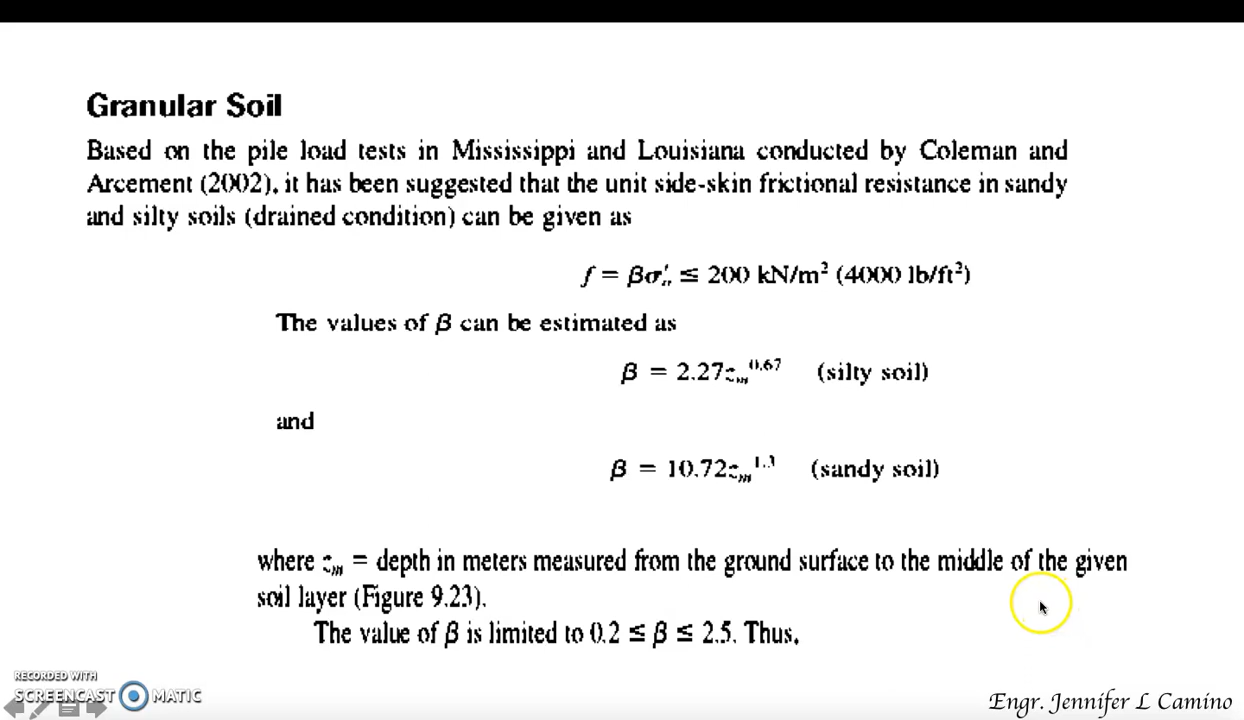 Granular Soil
Based on the pile load tests in Mississippi and Louisiana conducted by Coleman and
Arcement (2002), it has been suggested that the unit side-skin frictional resistance in sandy
and silty soils (drained condition) can be given as
f = βσ′ₒ ≤ 200 kN/m² (4000 lb/ft²)
The values of β can be estimated as
β = 2.27zₘ^0.67 (silty soil)
and
β = 10.72zₘ^1.3 (sandy soil)
where zₘ = depth in meters measured from the ground surface to the middle of the given
soil layer (Figure 9.23).
The value of β is limited to 0.2 ≤ β ≤ 2.5. Thus,
RECORDED WITH
SCREENCAST MATIC
Engr. Jennifer L Camino